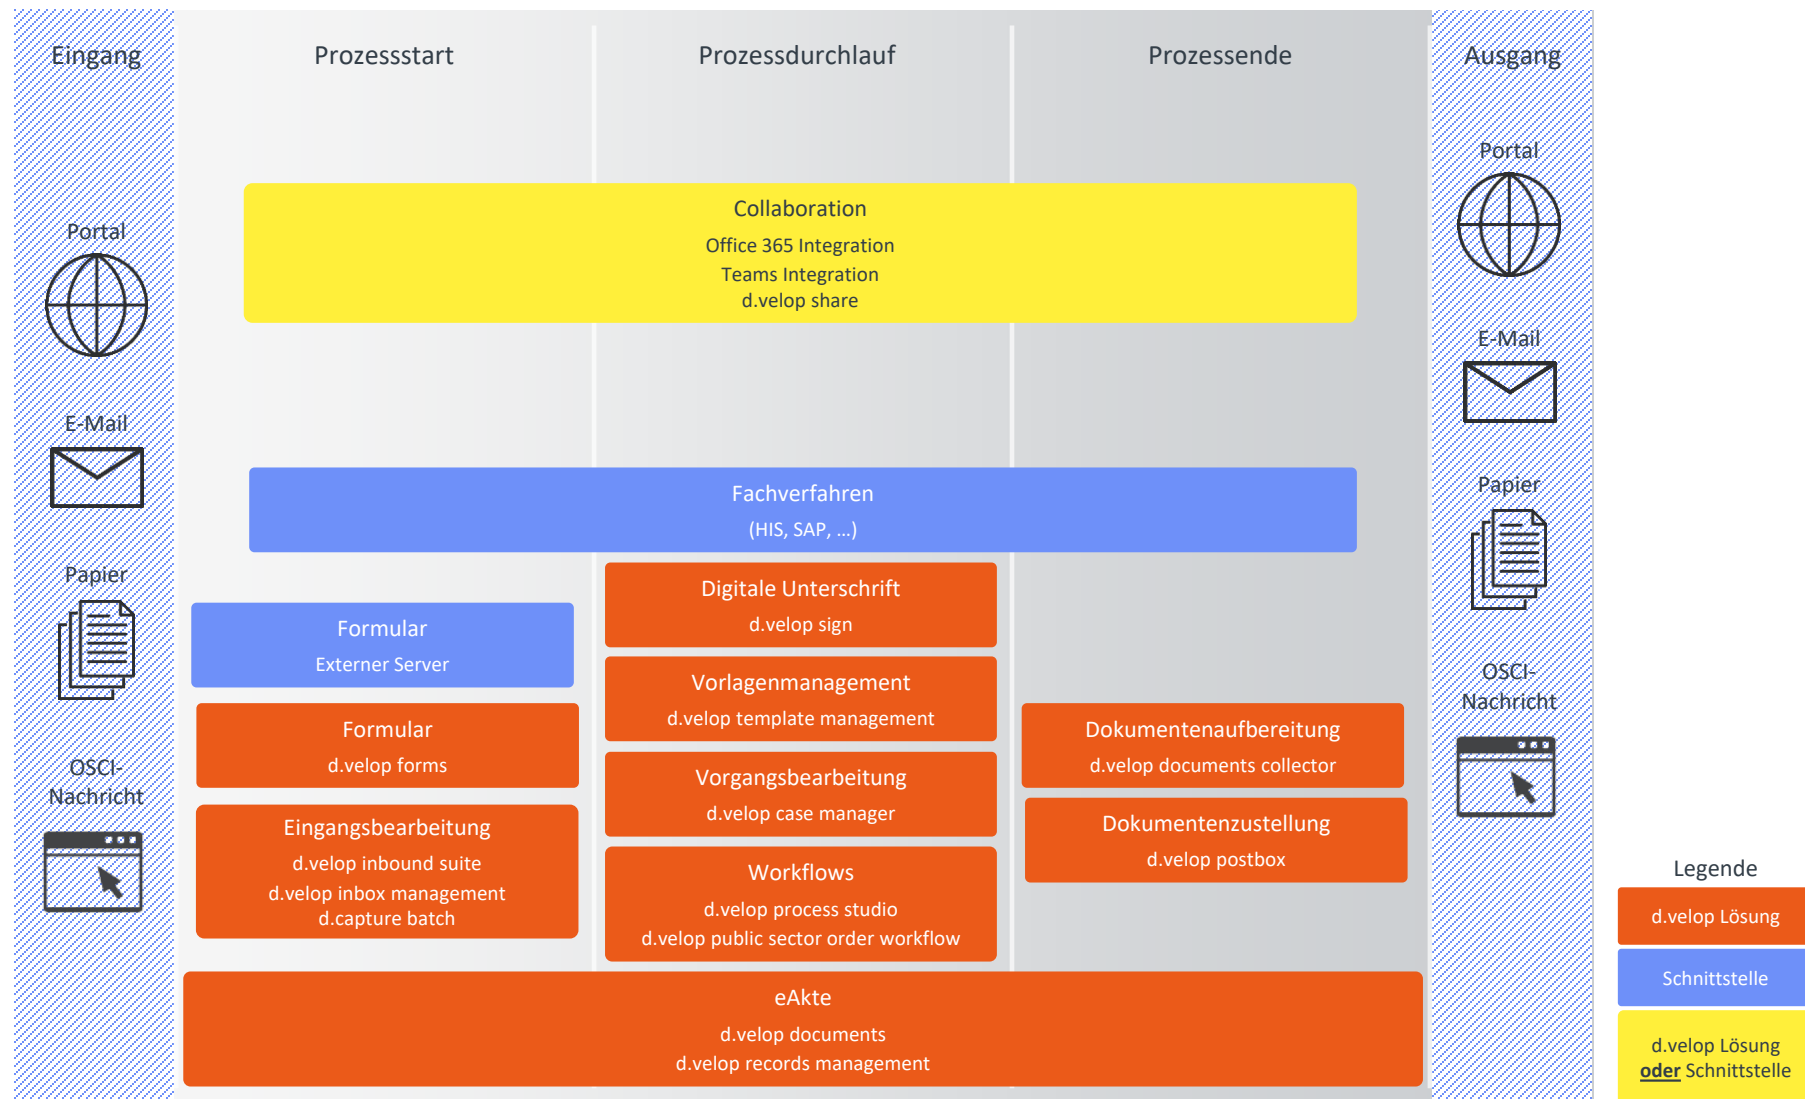 Eingang
Prozessstart
Prozessdurchlauf
Prozessende
Ausgang
Portal
E-Mail
Papier
OSCI-
Nachricht
Collaboration
Office 365 Integration
Teams Integration
d.velop share
Fachverfahren
(HIS, SAP, ...)
Formular
Externer Server
Formular
d.velop forms
Eingangsbearbeitung
d.velop inbound suite
d.velop inbox management
d.capture batch
Digitale Unterschrift
d.velop sign
Vorlagenmanagement
d.velop template management
Vorgangsbearbeitung
d.velop case manager
Workflows
d.velop process studio
d.velop public sector order workflow
Dokumentenaufbereitung
d.velop documents collector
Dokumentenzustellung
d.velop postbox
eAkte
d.velop documents
d.velop records management
Portal
E-Mail
Papier
OSCI-
Nachricht
Legende
d.velop Lösung
Schnittstelle
d.velop Lösung
oder Schnittstelle